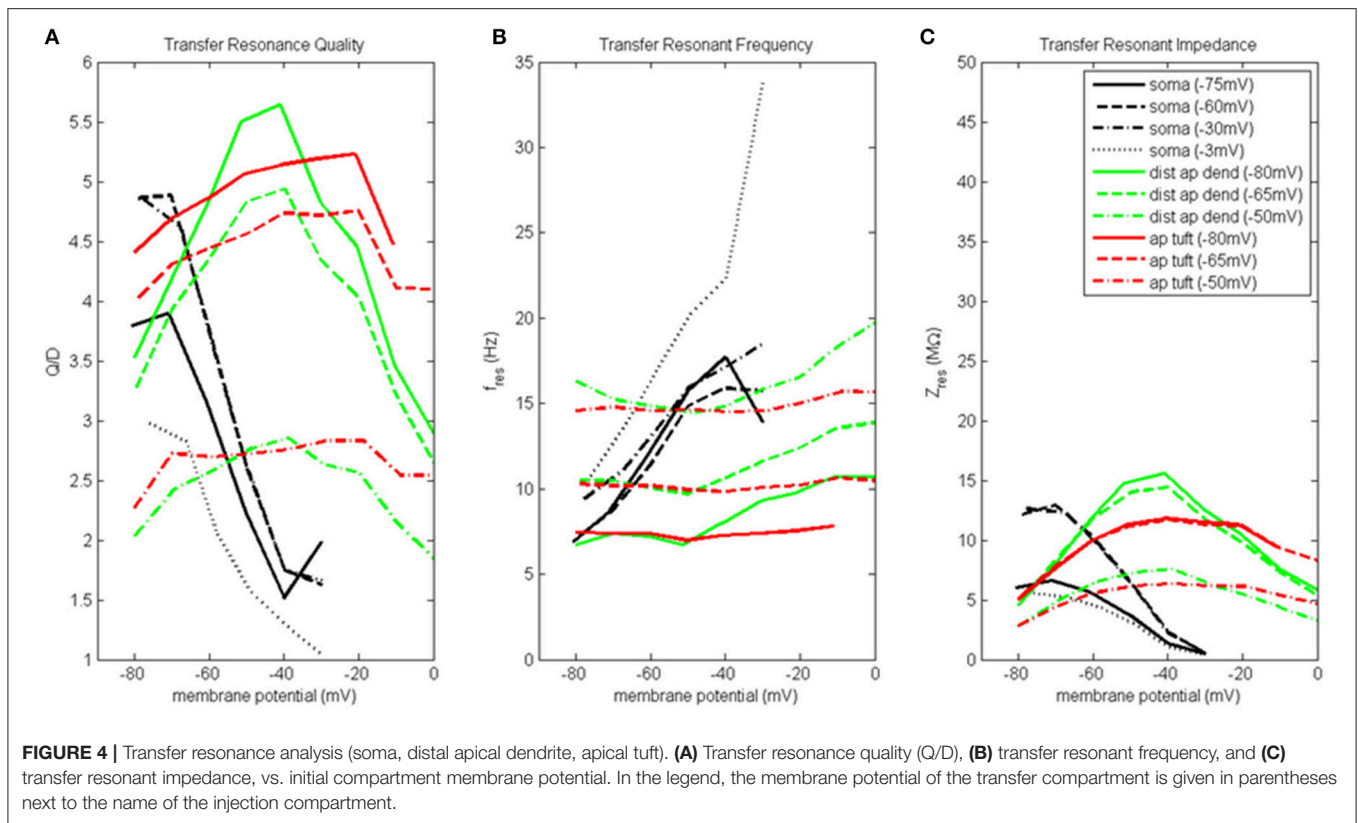 A
Transfer Resonance Quality
6
5.5
5
4.5
4
3.5
3
2.5
2
1.5
1
Q/D
-80 -60 -40 -20 0
membrane potential (mV)
B
Transfer Resonant Frequency
35
30
25
20
15
10
5
0
f_res (Hz)
-80 -60 -40 -20 0
membrane potential (mV)
C
Transfer Resonant Impedance
50
45
40
35
30
25
20
15
10
5
0
Z_res (MΩ)
-80 -60 -40 -20 0
membrane potential (mV)
soma (-75mV)
soma (-60mV)
soma (-30mV)
soma (-3mV)
dist ap dend (-80mV)
dist ap dend (-65mV)
dist ap dend (-50mV)
ap tuft (-80mV)
ap tuft (-65mV)
ap tuft (-50mV)
FIGURE 4 | Transfer resonance analysis (soma, distal apical dendrite, apical tuft). (A) Transfer resonance quality (Q/D), (B) transfer resonant frequency, and (C)
transfer resonant impedance, vs. initial compartment membrane potential. In the legend, the membrane potential of the transfer compartment is given in parentheses
next to the name of the injection compartment.